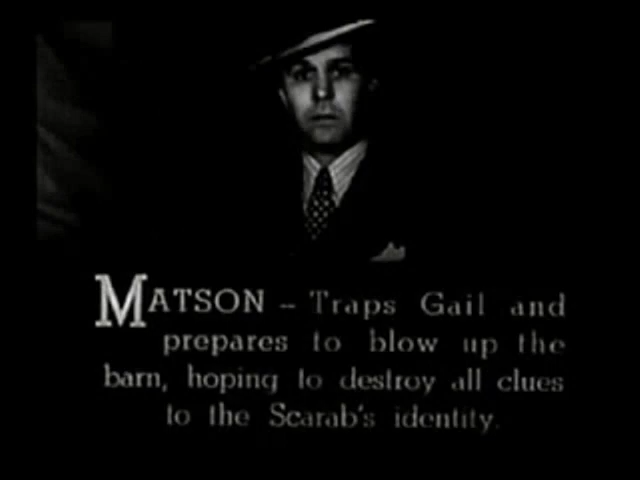 MATSON -- Traps Gail and
prepares to blow up the
barn, hoping to destroy all clues
to the Scarab's identity.